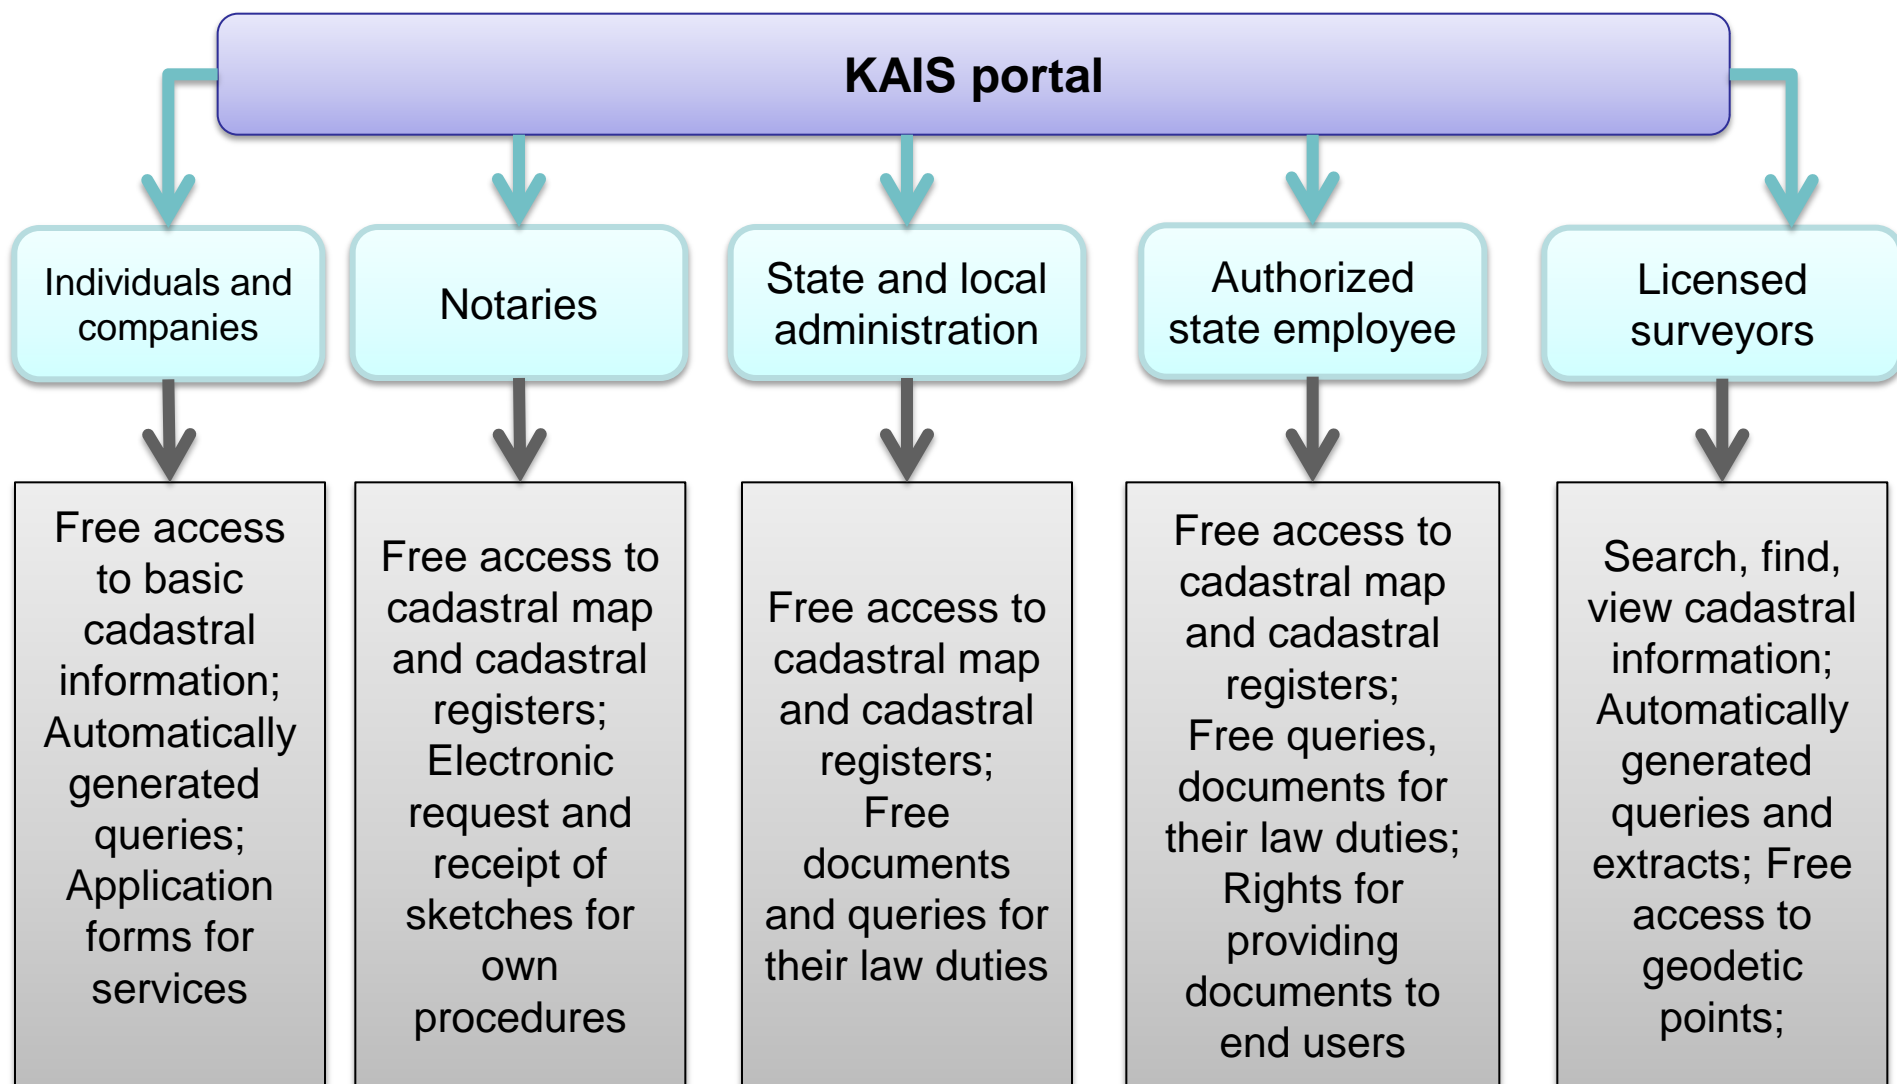 KAIS portal
Individuals and
companies
Notaries
State and local
administration
Authorized
state employee
Licensed
surveyors
Free access
to basic
cadastral
information;
Automatically
generated
queries;
Application
forms for
services
Free access to
cadastral map
and cadastral
registers;
Electronic
request and
receipt of
sketches for
own
procedures
Free access to
cadastral map
and cadastral
registers;
Free
documents
and queries for
their law duties
Free access to
cadastral map
and cadastral
registers;
Free queries,
documents for
their law duties;
Rights for
providing
documents to
end users
Search, find,
view cadastral
information;
Automatically
generated
queries and
extracts; Free
access to
geodetic
points;